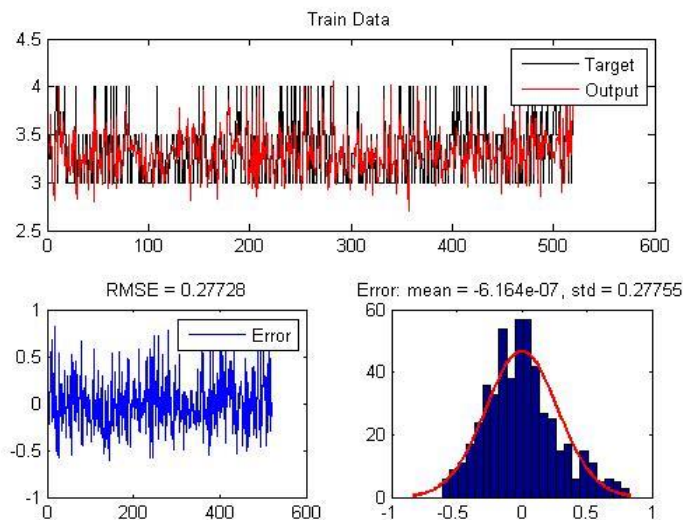 Train Data
4.5
4
3.5
3
2.5
0 100 200 300 400 500 600
Target
Output
RMSE = 0.27728
1
0.5
0
-0.5
-1
0 200 400 600
Error
Error: mean = -6.164e-07, std = 0.27755
60
40
20
0
-1 -0.5 0 0.5 1